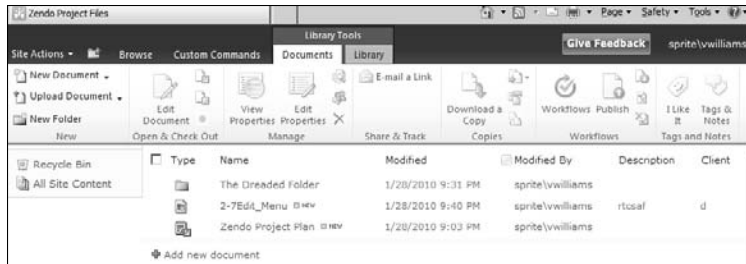 Zendo Project Files
Page Safety Tools
Library Tools
Give Feedback sprite\vwilliams
Site Actions Browse Custom Commands Documents Library
New Document
Upload Document
New Folder
Edit Document
View Properties
Edit Properties
E-mail a Link
Download a Copy
Workflows
Publish
I Like It
Tags & Notes
New Open & Check Out Manage Share & Track Copies Workflows Tags and Notes
Recycle Bin
All Site Content
Type Name Modified Modified By Description Client
The Dreaded Folder 1/28/2010 9:31 PM sprite\vwilliams
2-7Edit_Menu NEW 1/28/2010 9:40 PM sprite\vwilliams rtcsaf d
Zendo Project Plan NEW 1/28/2010 9:03 PM sprite\vwilliams
Add new document